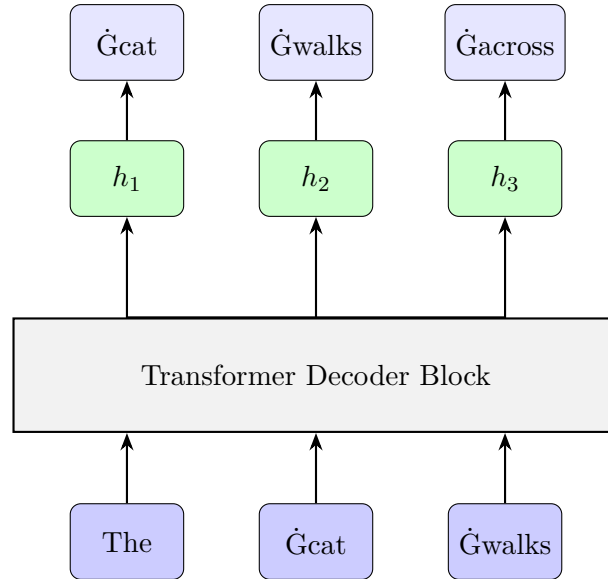 Ġcat Ġwalks Ġacross
h₁ h₂ h₃
Transformer Decoder Block
The Ġcat Ġwalks